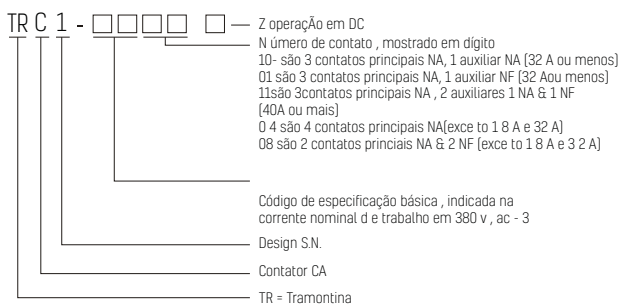 TR C 1 - □□□□ □
Z operaçÃo em DC
N úmero de contato , mostrado em dígito
10- são 3 contatos principais NA, 1 auxiliar NA (32 A ou menos)
01 são 3 contatos principais NA, 1 auxiliar NF (32 Aou menos)
11são 3contatos principais NA , 2 auxiliares 1 NA & 1 NF
(40A ou mais)
0 4 são 4 contatos principais NA(exce to 1 8 A e 32 A)
08 são 2 contatos princiais NA & 2 NF (exce to 1 8 A e 3 2 A)
Código de especificação básica , indicada na
corrente nominal d e trabalho em 380 v , ac - 3
Design S.N.
Contator CA
TR = Tramontina